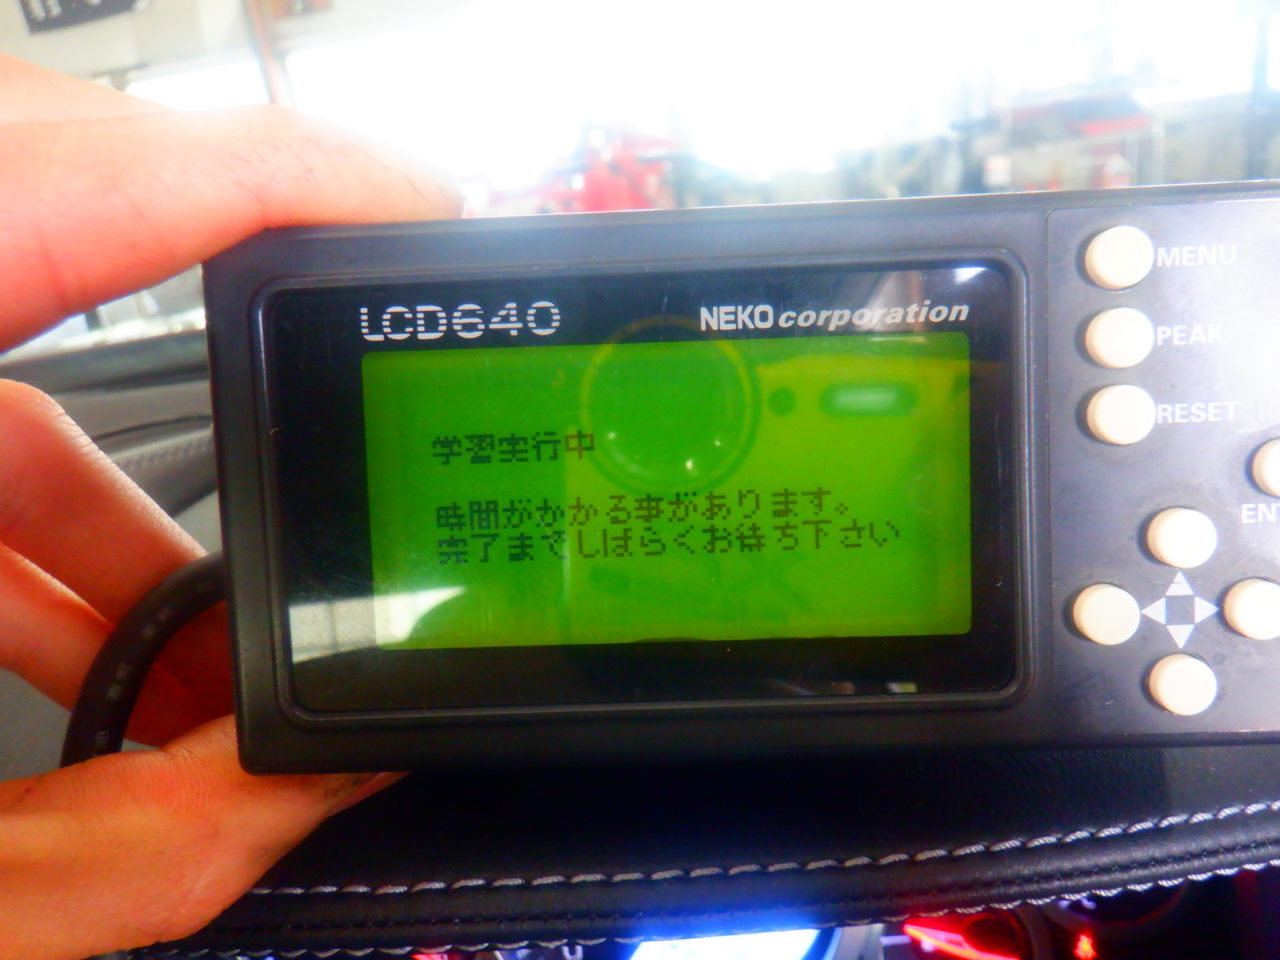 LCD640
NEKO corporation
学習実行中
時間がかかる事があります。
完了までしばらくお待ち下さい
MENU
PEAK
RESET